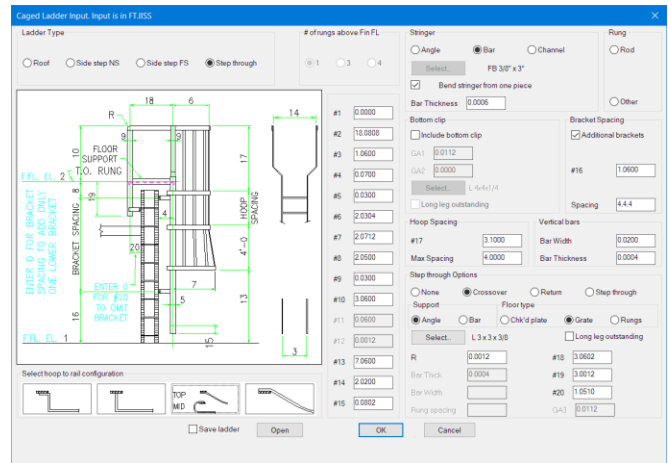 Caged Ladder Input. Input is in FT.IISS
Ladder Type
Roof
Side step NS
Side step FS
Step through
# of rungs above Fin FL
1
3
4
Stringer
Angle
Bar
Channel
Select...
FB 3/8" x 3"
Bend stringer from one piece
Bar Thickness
0.0006
Rung
Rod
Other
18
6
R
9
9
FLOOR
SUPPORT
T.O. RUNG
F.FL. EL. 2
10
8
19
4
17
HOOP
SPACING
BRACKET SPACING
ENTER 0 FOR BRACKET
SPACING TO ADD ONLY
ONE LOWER BRACKET
20
4'-0
ENTER 0
FOR #20
TO OMIT
BRACKET
7
5
16
13
15
F.FL. EL. 1
14
3
#1 0.0000
#2 18.0808
#3 1.0600
#4 0.0700
#5 0.0300
#6 2.0304
#7 2.0712
#8 2.0500
#9 0.0300
#10 3.0600
#11 0.0600
#12 0.0012
#13 7.0600
#14 2.0200
#15 0.0802
Bottom clip
Include bottom clip
GA1 0.0112
GA2 0.0000
Select...
L 4x4x1/4
Long leg outstanding
Bracket Spacing
Additional brackets
#16 1.0600
Spacing 4,4,4
Hoop Spacing
#17 3.1000
Max Spacing 4.0000
Vertical bars
Bar Width 0.0200
Bar Thickness 0.0004
Step through Options
None
Crossover
Return
Step through
Support
Angle
Bar
Floor type
Chk'd plate
Grate
Rungs
Select...
L 3 x 3 x 3/8
Long leg outstanding
R 0.0012
#18 3.0602
Bar Thick 0.0004
#19 3.0012
Bar Width
#20 1.0510
Rung spacing
GA3 0.0112
Select hoop to rail configuration
TOP
MID
Save ladder
Open
OK
Cancel